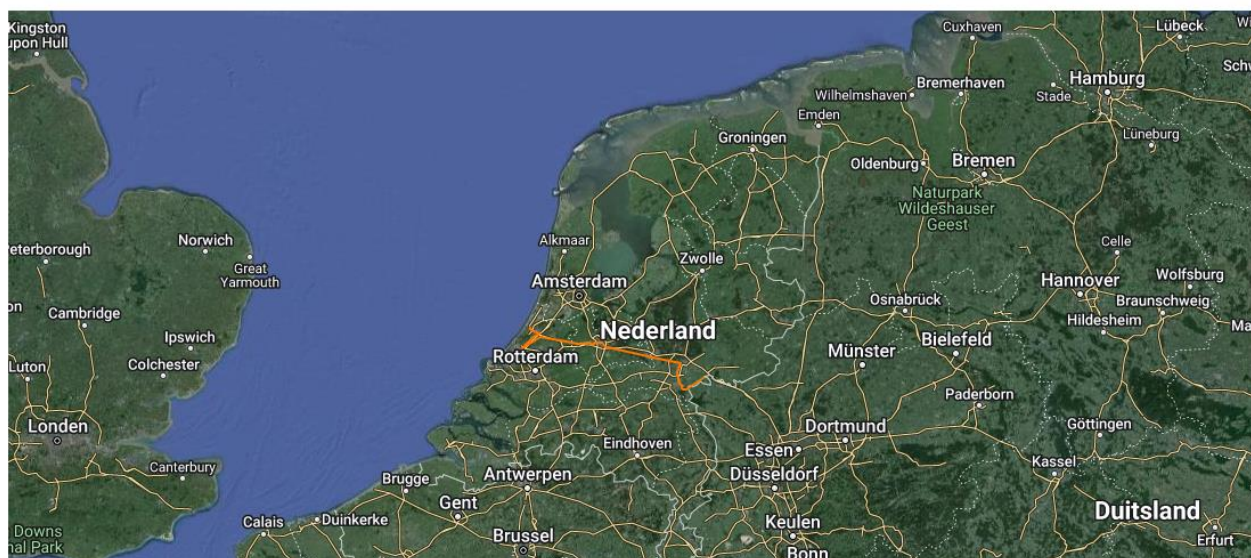 Kingston
upon Hull
Cuxhaven
Lübeck
Hamburg
Bremerhaven
Wilhelmshaven
Stade
Emden
Groningen
Lüneburg
Oldenburg
Bremen
Naturpark
Wildeshauser
Geest
Peterborough
Norwich
Great
Yarmouth
Alkmaar
Zwolle
Celle
Amsterdam
Hannover
Wolfsburg
Osnabrück
Braunschweig
Cambridge
Hildesheim
Nederland
Ipswich
Bielefeld
Rotterdam
Münster
Colchester
Luton
Paderborn
Londen
Dortmund
Göttingen
Eindhoven
Essen
Canterbury
Kassel
Antwerpen
Düsseldorf
Brugge
Gent
Duitsland
Calais
Duinkerke
Keulen
Downs
Brussel
Erfurt
Bonn